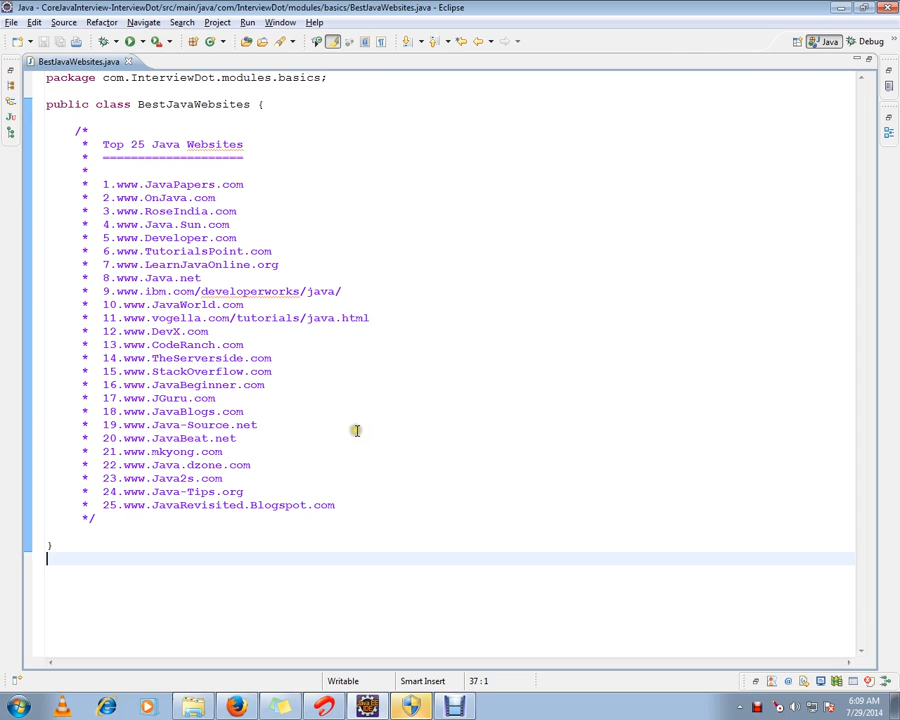 Java - CoreJavaInterview-InterviewDot/src/main/java/com/InterviewDot/modules/basics/BestJavaWebsites.java - Eclipse
File Edit Source Refactor Navigate Search Project Run Window Help
Java Debug
BestJavaWebsites.java
package com.InterviewDot.modules.basics;
public class BestJavaWebsites {
/*
* Top 25 Java Websites
* ====================
*
* 1.www.JavaPapers.com
* 2.www.OnJava.com
* 3.www.RoseIndia.com
* 4.www.Java.Sun.com
* 5.www.Developer.com
* 6.www.TutorialsPoint.com
* 7.www.LearnJavaOnline.org
* 8.www.Java.net
* 9.www.ibm.com/developerworks/java/
* 10.www.JavaWorld.com
* 11.www.vogella.com/tutorials/java.html
* 12.www.DevX.com
* 13.www.CodeRanch.com
* 14.www.TheServerside.com
* 15.www.StackOverflow.com
* 16.www.JavaBeginner.com
* 17.www.JGuru.com
* 18.www.JavaBlogs.com
* 19.www.Java-Source.net
* 20.www.JavaBeat.net
* 21.www.mkyong.com
* 22.www.Java.dzone.com
* 23.www.Java2s.com
* 24.www.Java-Tips.org
* 25.www.JavaRevisited.Blogspot.com
*/
}
Writable Smart Insert 37 : 1
6:09 AM
7/29/2014